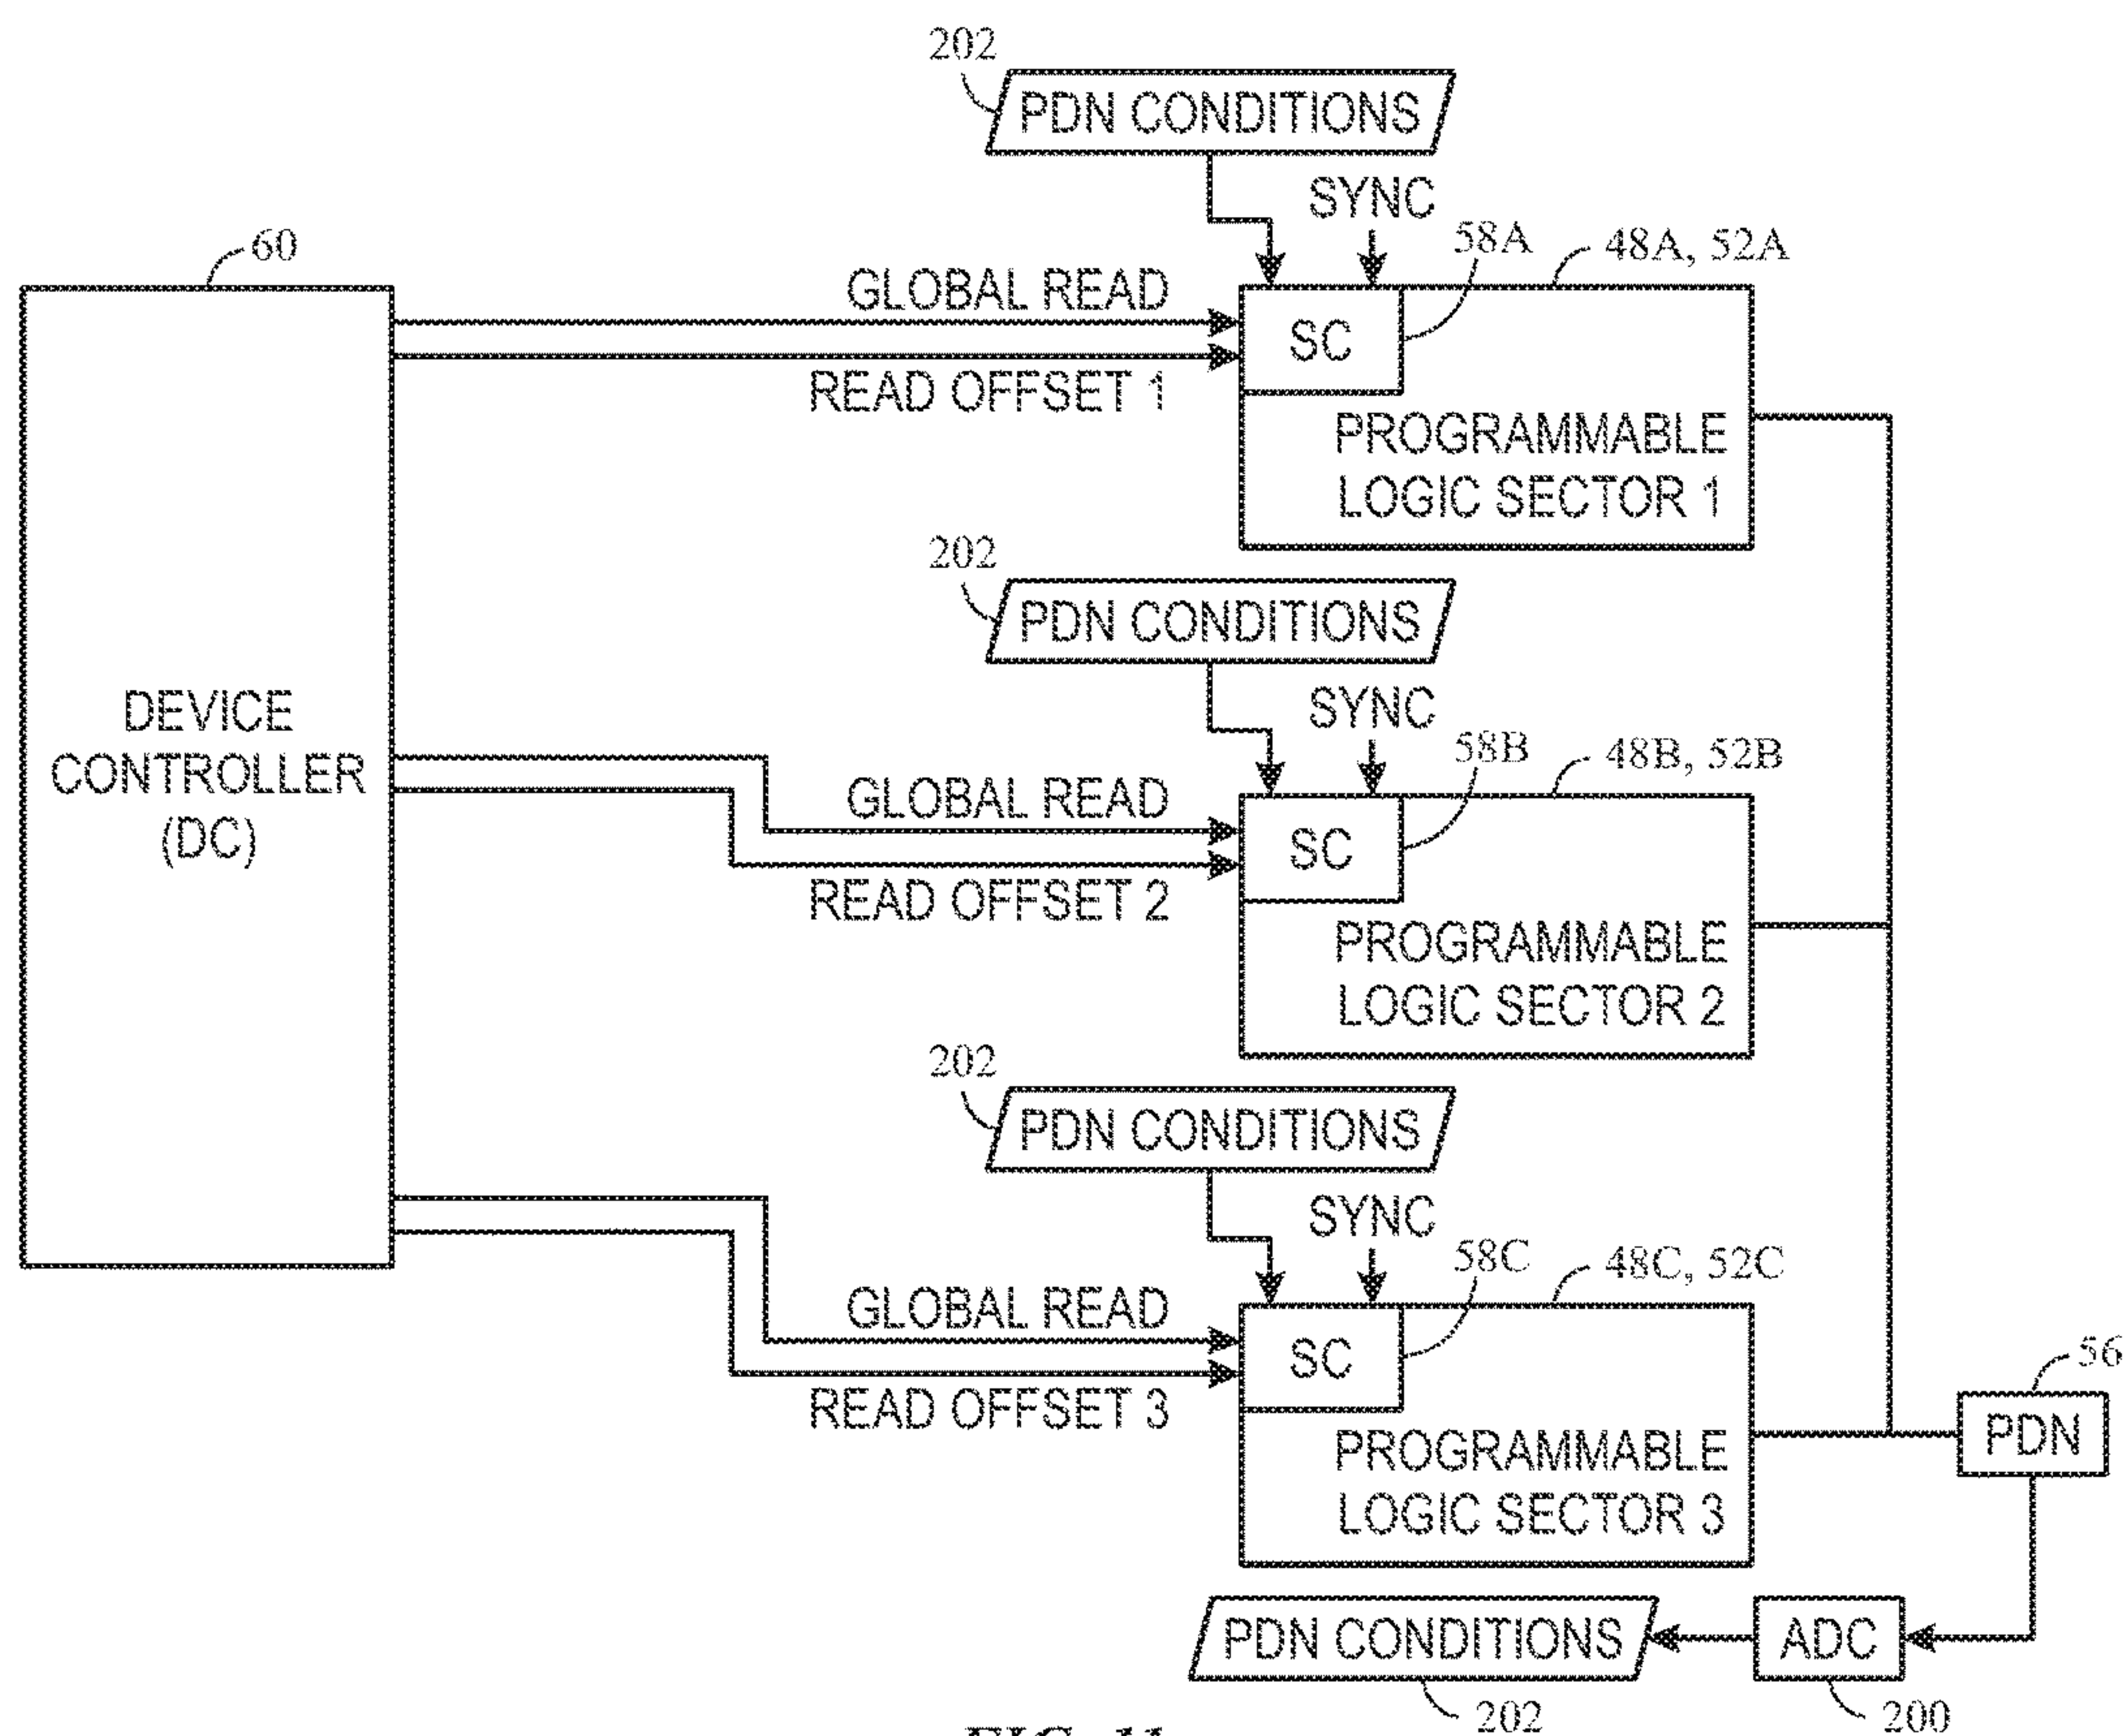 202
PDN CONDITIONS
SYNC
60
58A
48A, 52A
GLOBAL READ
SC
READ OFFSET 1
PROGRAMMABLE
LOGIC SECTOR 1
202
PDN CONDITIONS
SYNC
58B
48B, 52B
DEVICE
CONTROLLER
(DC)
GLOBAL READ
SC
READ OFFSET 2
PROGRAMMABLE
LOGIC SECTOR 2
202
PDN CONDITIONS
SYNC
58C
48C, 52C
GLOBAL READ
SC
READ OFFSET 3
PROGRAMMABLE
LOGIC SECTOR 3
56
PDN
PDN CONDITIONS
ADC
202
200